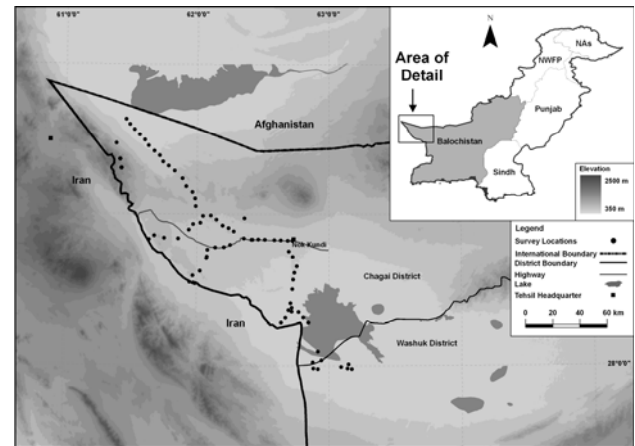 61°0'0"
62°0'0"
63°0'0"
N
NAs
NWFP
Area of
Detail
Punjab
Balochistan
Sindh
Elevation
2500 m
350 m
Afghanistan
Iran
Nok Kundi
Chagai District
Iran
Washuk District
28°0'0"
Legend
Survey Locations
International Boundary
District Boundary
Highway
Lake
Tehsil Headquarter
0 20 40 60 km